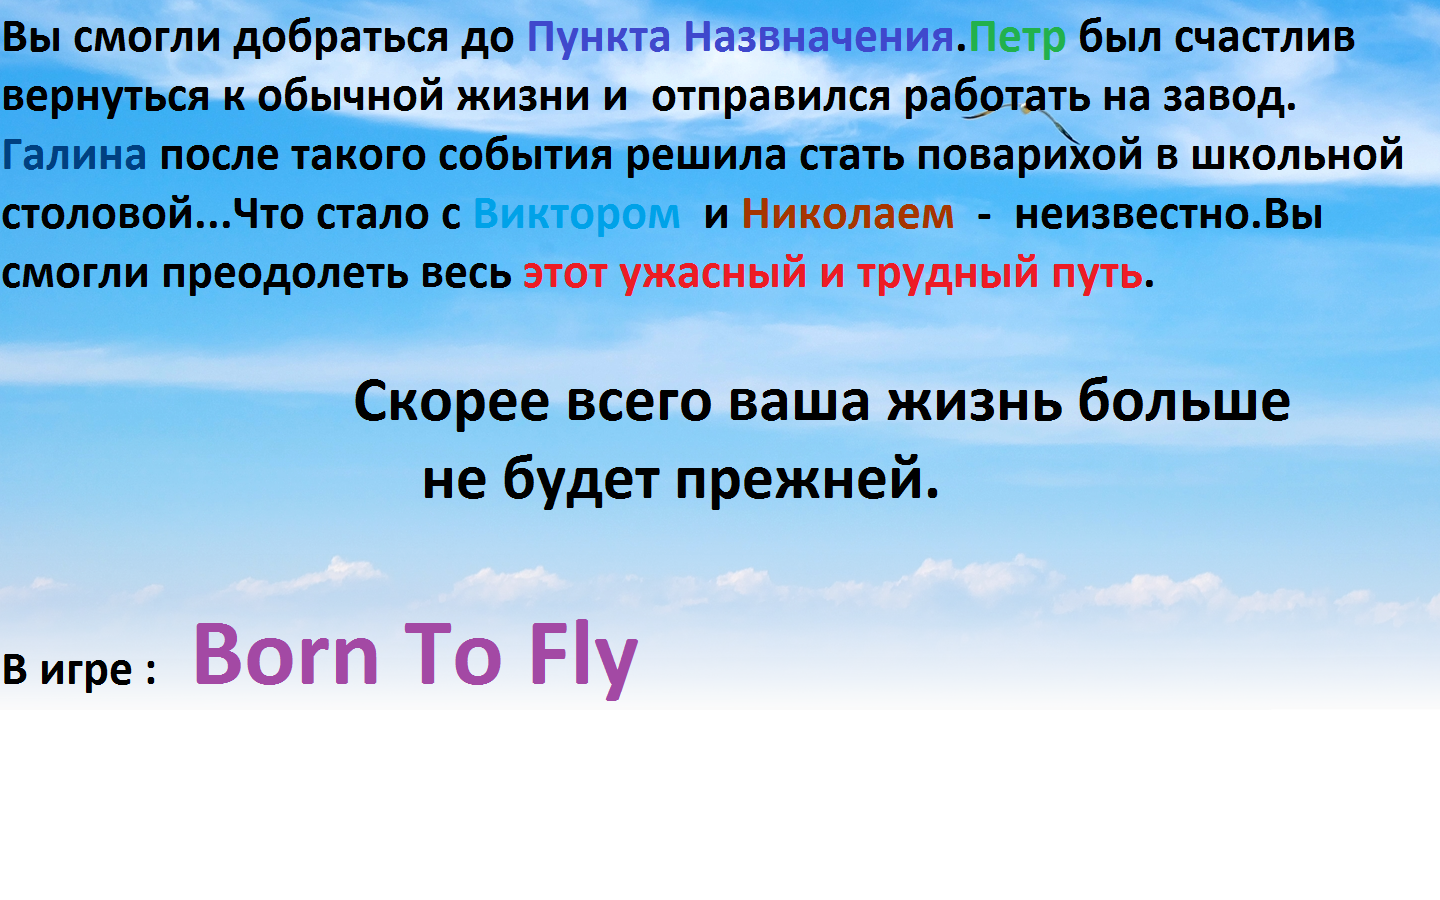 Вы смогли добраться до Пункта Назвначения.Петр был счастлив
вернуться к обычной жизни и  отправился работать на завод.
Галина после такого события решила стать поварихой в школьной
столовой...Что стало с Виктором  и Николаем  -  неизвестно.Вы
смогли преодолеть весь этот ужасный и трудный путь.
Скорее всего ваша жизнь больше
не будет прежней.
В игре :  Born To Fly